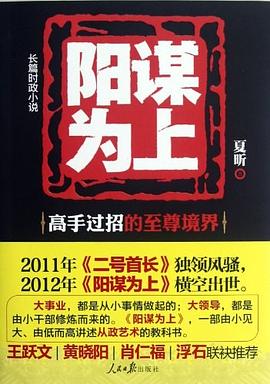 长篇时政小说
阳谋
为上
夏昕
著
高手过招的至尊境界
2011年《二号首长》独领风骚，
2012年《阳谋为上》横空出世。
大事业，都是从小事情做起的；大领导，都是
由小干部修炼而来的。《阳谋为上》，一部由小见
大、由低而高讲述从政艺术的教科书。
王跃文｜黄晓阳｜肖仁福｜浮石联袂推荐
人民日报出版社